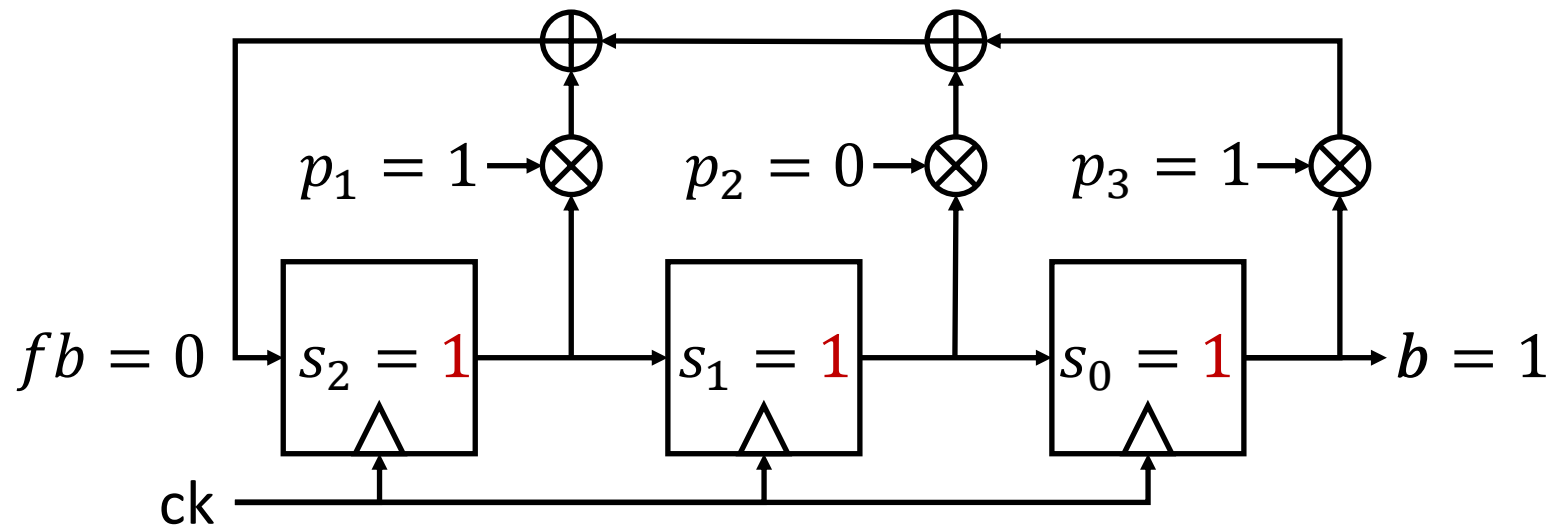 p₁ = 1
p₂ = 0
p₃ = 1
fb = 0
s₂ = 1
s₁ = 1
s₀ = 1
b = 1
ck